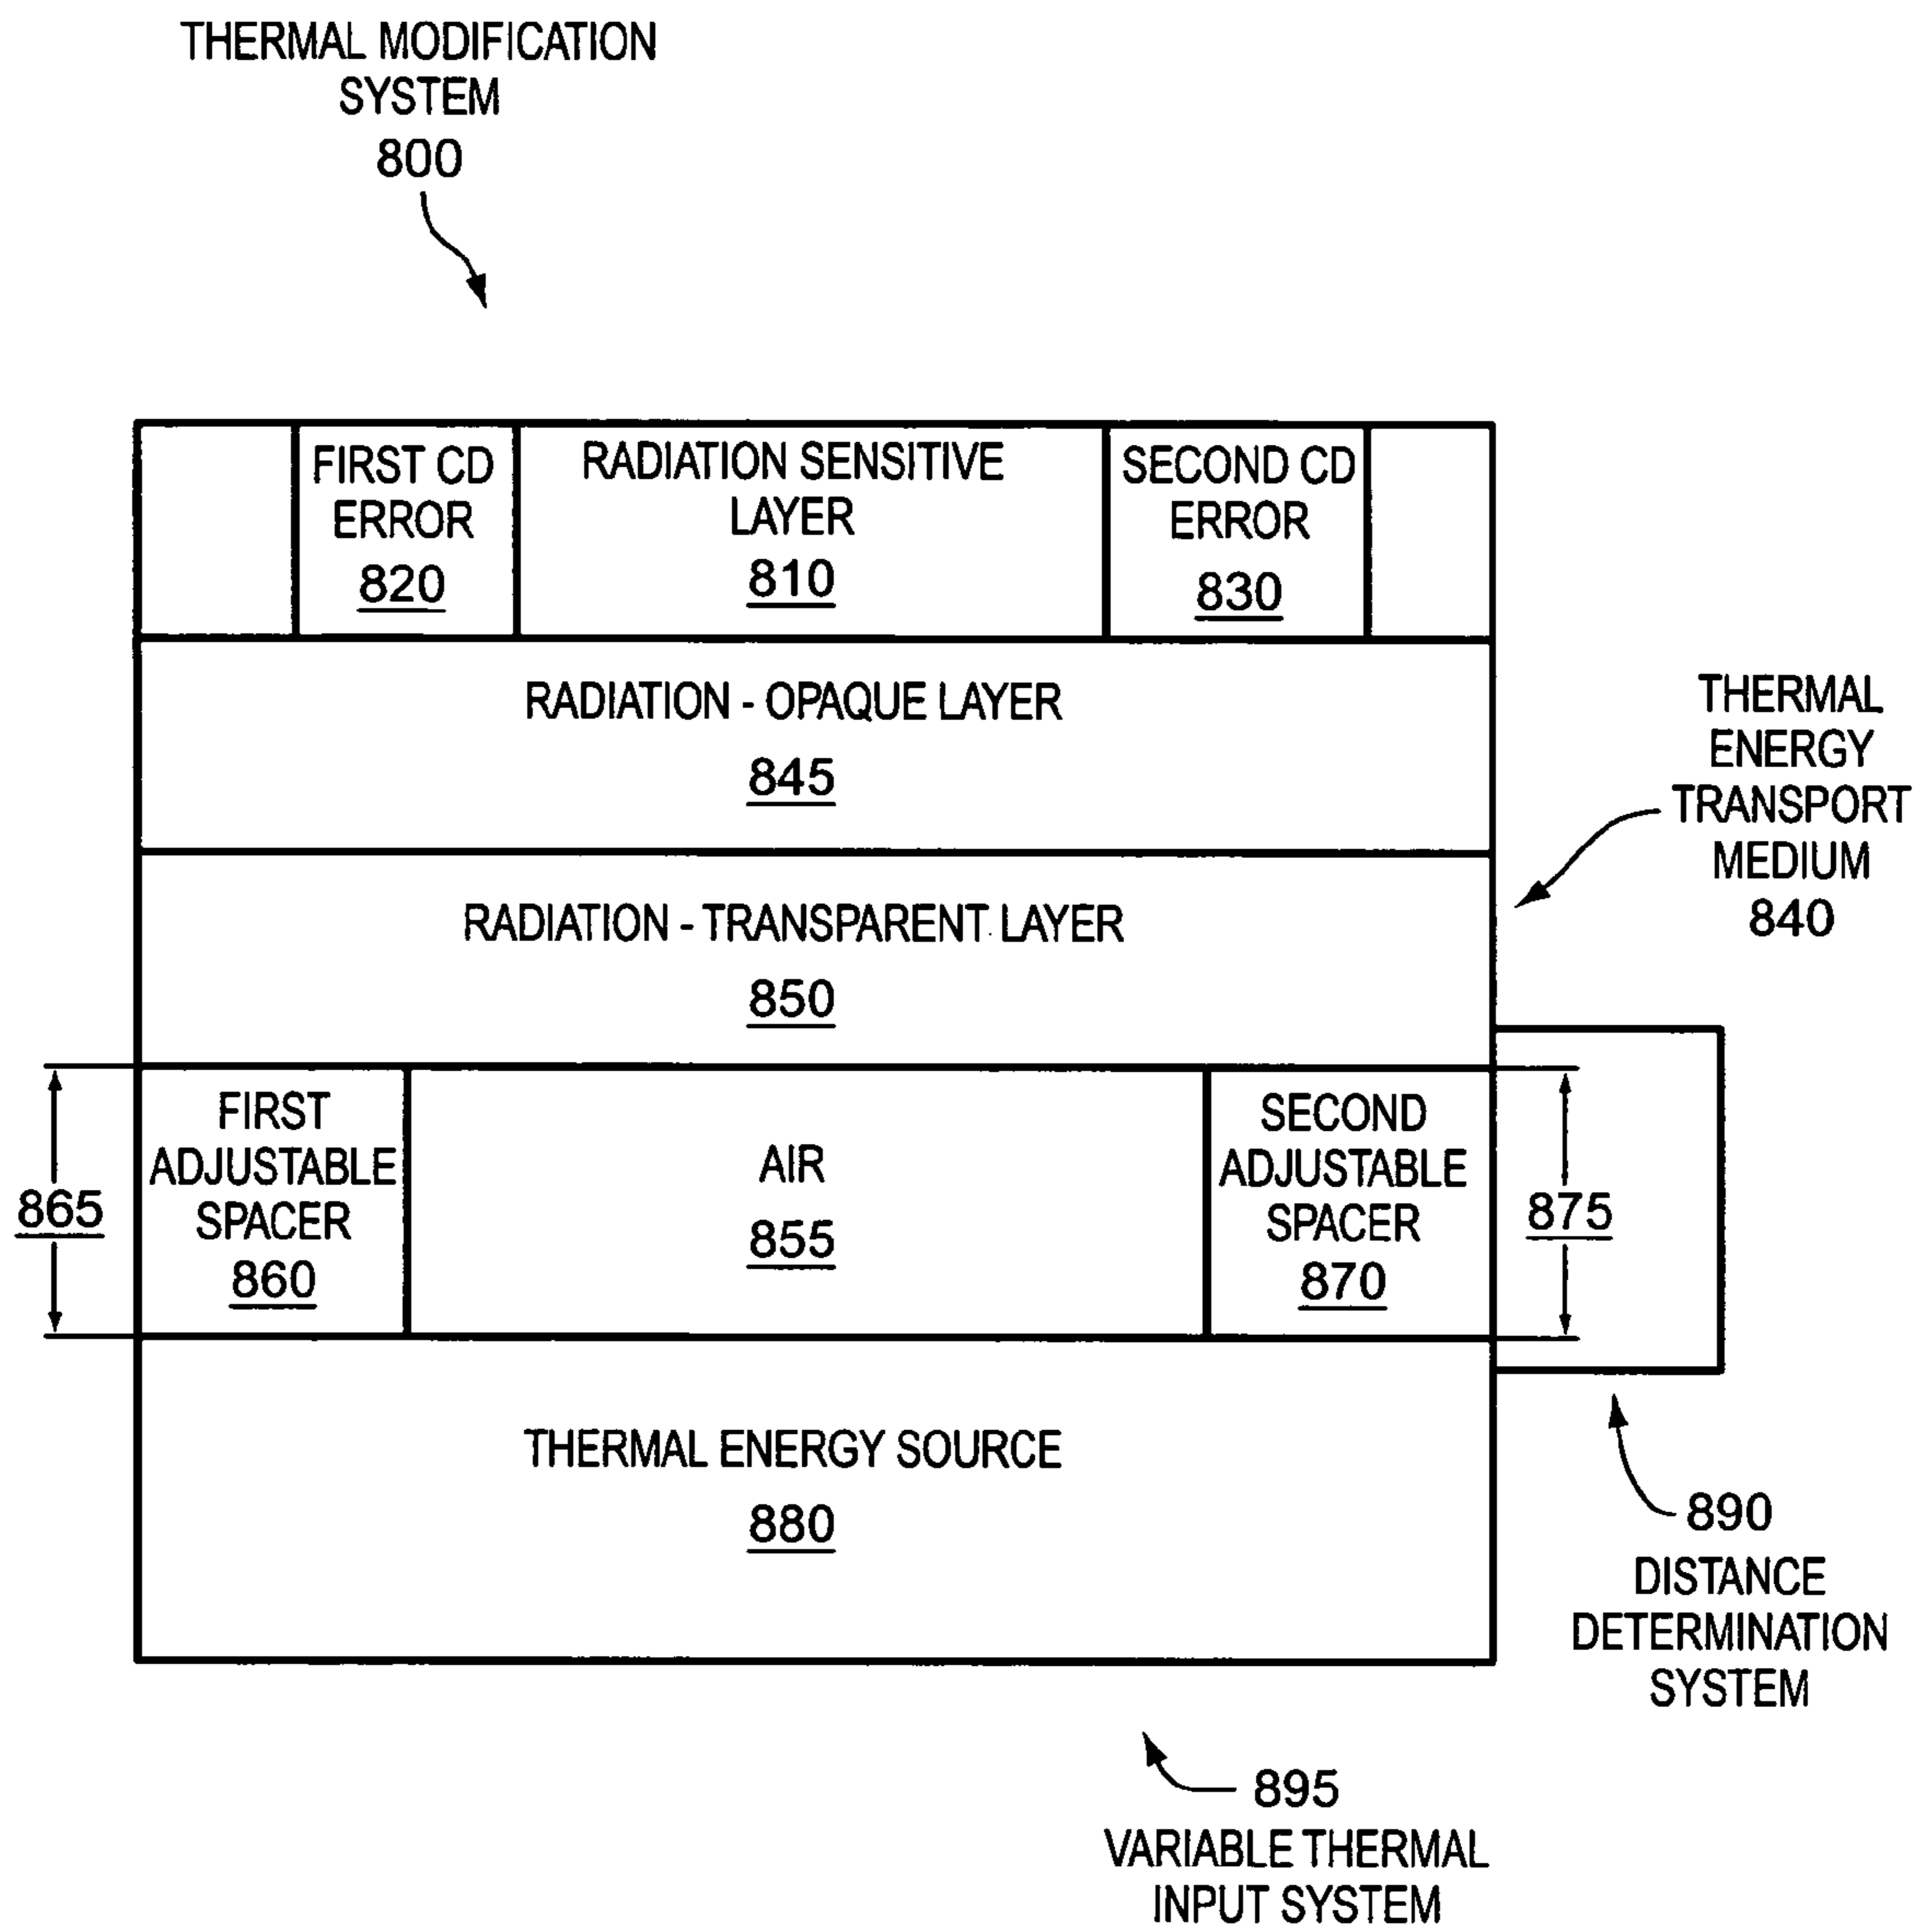 THERMAL MODIFICATION
SYSTEM
800
FIRST CD
ERROR
820
RADIATION SENSITIVE
LAYER
810
SECOND CD
ERROR
830
RADIATION - OPAQUE LAYER
845
THERMAL
ENERGY
TRANSPORT
MEDIUM
840
RADIATION - TRANSPARENT LAYER
850
865
FIRST
ADJUSTABLE
SPACER
860
AIR
855
SECOND
ADJUSTABLE
SPACER
870
875
THERMAL ENERGY SOURCE
880
890
DISTANCE
DETERMINATION
SYSTEM
895
VARIABLE THERMAL
INPUT SYSTEM